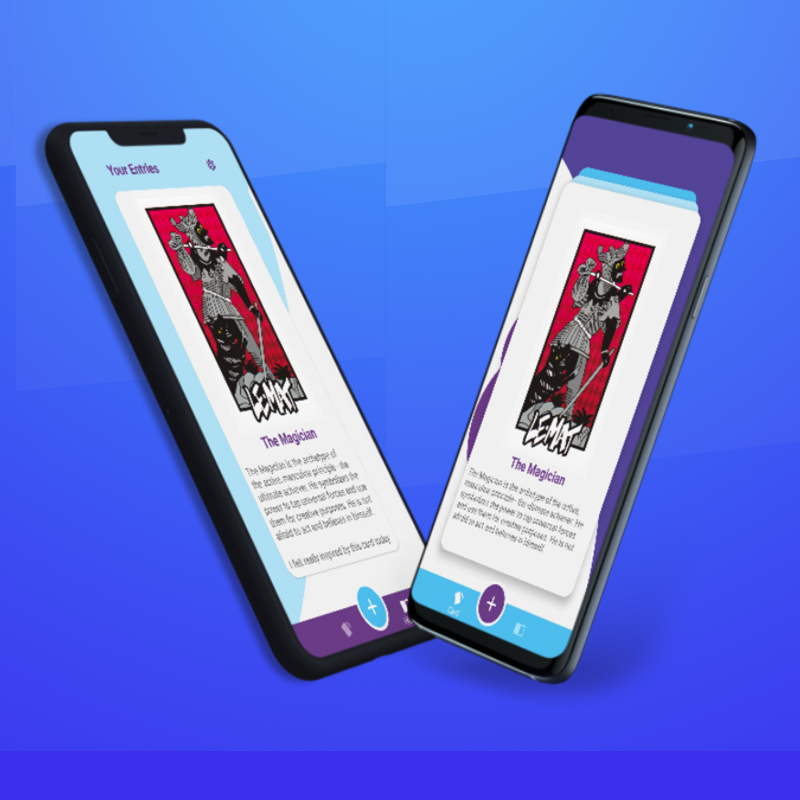 Your Entries
LEMAT
The Magician
The Magician is the archetype of
the active, masculine principle - the
ultimate achiever. He symbolizes the
power to tap universal forces and use
them for creative purposes. He is not
afraid to act and believes in himself.
I felt really inspired by this card today
LEMAT
The Magician
The Magician is the archetype of the active,
masculine principle - the ultimate achiever. He
symbolizes the power to tap universal forces
and use them for creative purposes. He is not
afraid to act and believes in himself.
Card